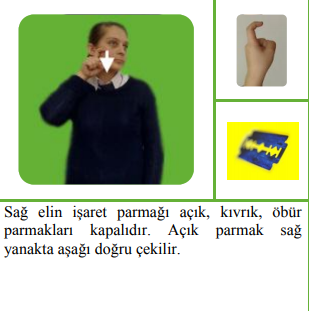 Sağ elin işaret parmağı açık, kıvrık, öbür
parmakları kapalıdır. Açık parmak sağ
yanakta aşağı doğru çekilir.